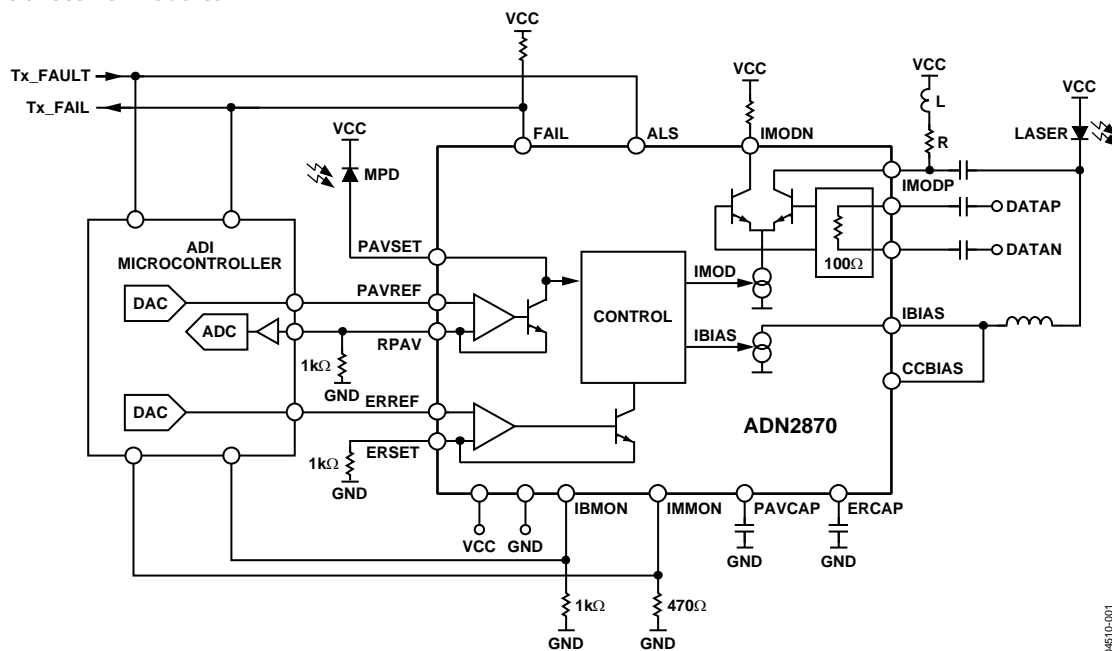 VCC
Tx_FAULT
Tx_FAIL
VCC
VCC
L
VCC
VCC
FAIL
ALS
IMODN
R
LASER
MPD
IMODP
DATAP
ADI
MICROCONTROLLER
PAVSET
100Ω
DATAN
IMOD
DAC
PAVREF
CONTROL
IBIAS
ADC
RPAV
IBIAS
1kΩ
GND
CCBIAS
DAC
ERREF
ADN2870
ERSET
1kΩ
GND
IBMON
IMMON
PAVCAP
ERCAP
VCC
GND
GND
GND
1kΩ
470Ω
GND
GND
04510-001